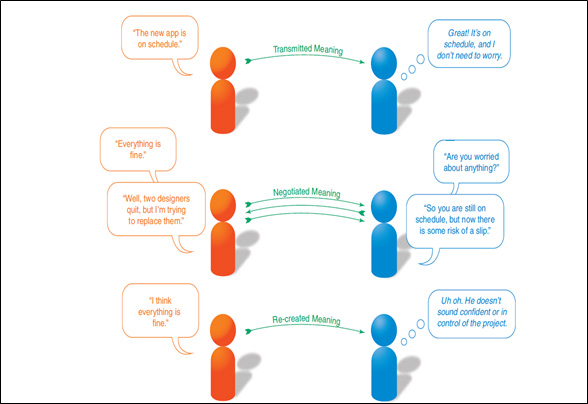 “The new app is
on schedule.”
Transmitted Meaning
Great! It’s on
schedule, and I
don’t need to worry.
“Everything is
fine.”
“Well, two designers
quit, but I’m trying
to replace them.”
Negotiated Meaning
“Are you worried
about anything?”
“So you are still on
schedule, but now there
is some risk of a slip.”
“I think
everything is
fine.”
Re-created Meaning
Uh oh. He doesn’t
sound confident or in
control of the project.